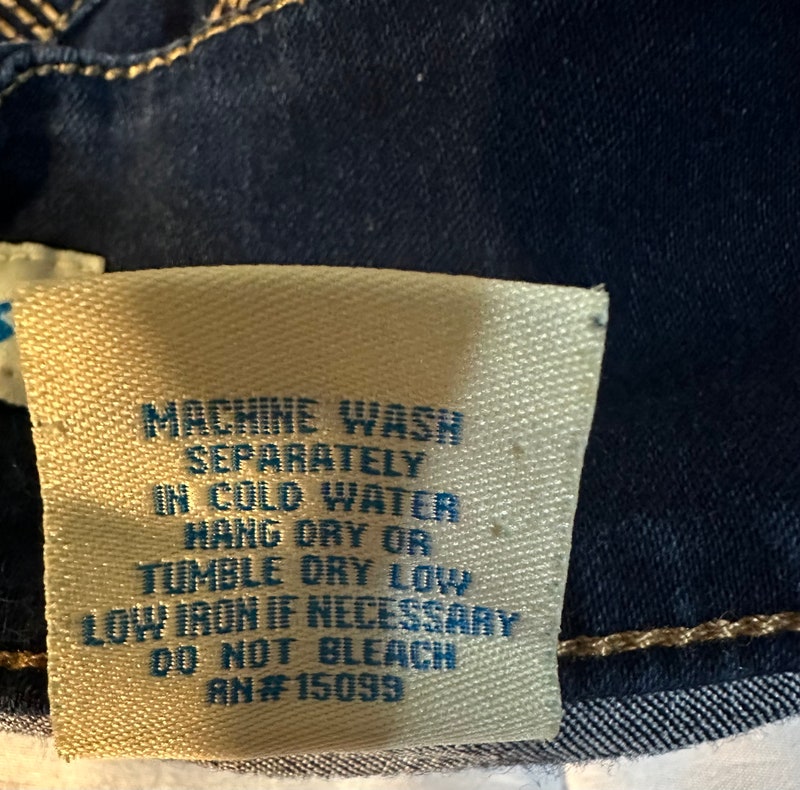 MACHINE WASH
SEPARATELY
IN COLD WATER
HANG DRY OR
TUMBLE DRY LOW
LOW IRON IF NECESSARY
DO NOT BLEACH
RN#15099